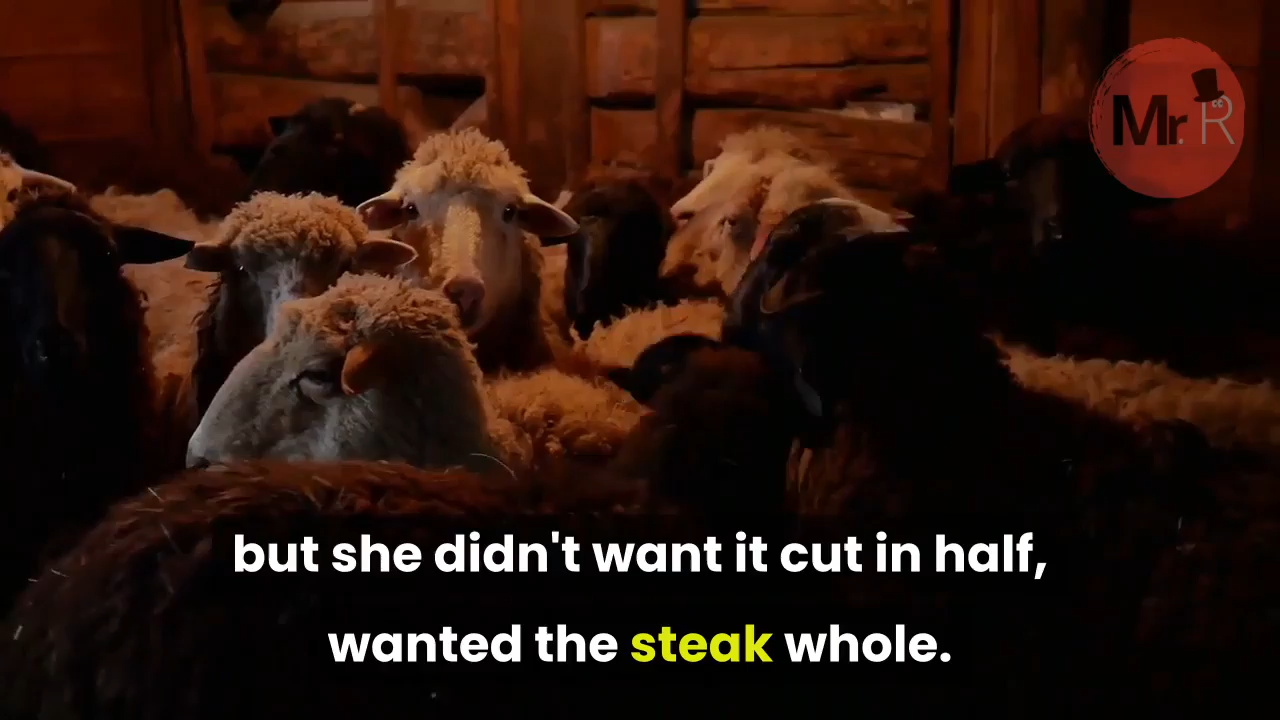 Mr. R
but she didn't want it cut in half,
wanted the steak whole.